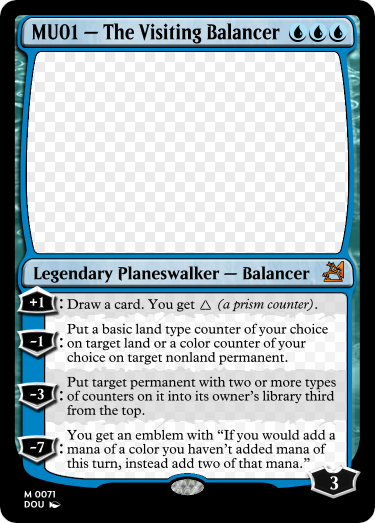 MU01 — The Visiting Balancer
Legendary Planeswalker — Balancer
+1: Draw a card. You get △ (a prism counter).
-1: Put a basic land type counter of your choice
on target land or a color counter of your
choice on target nonland permanent.
-3: Put target permanent with two or more types
of counters on it into its owner's library third
from the top.
-7: You get an emblem with “If you would add a
mana of a color you haven't added mana of
this turn, instead add two of that mana.”
3
M 0071
DOU